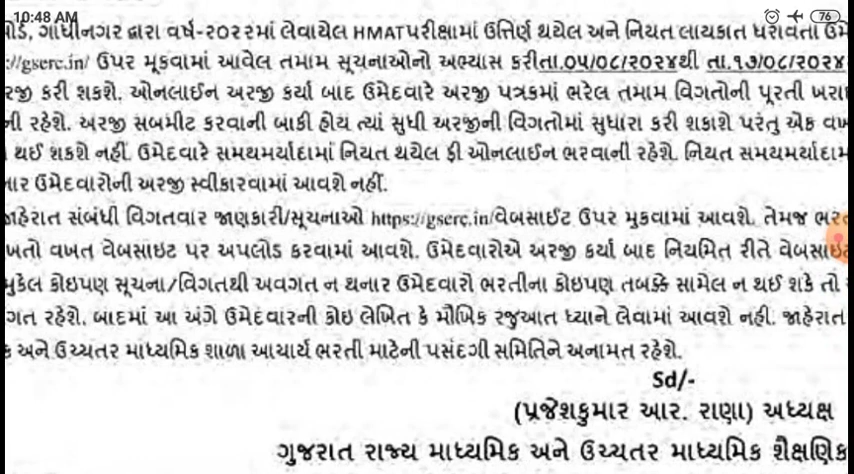 10:48 AM 76
બોર્ડ, ગાંધીનગર દ્વારા વર્ષ-૨૦૨૨માં લેવાયેલ HMATપરીક્ષામાં ઉત્તિર્ણ થયેલ અને નિયત લાયકાત ધરાવતા ઉમે
://gserc.in/ ઉપર મૂકવામાં આવેલ તમામ સૂચનાઓનો અભ્યાસ કરીતા.૦૫/૦૮/૨૦૨૪થી તા.૧૭/૦૮/૨૦૨૪
રજી કરી શકશે. ઓનલાઈન અરજી કર્યા બાદ ઉમેદવારે અરજી પત્રકમાં ભરેલ તમામ વિગતોની પૂરતી ખરા
ની રહેશે. અરજી સબમીટ કરવાની બાકી હોય ત્યાં સુધી અરજીની વિગતોમાં સુધારા કરી શકાશે પરંતુ એક વખ
થઈ શકશે નહીં. ઉમેદવારે સમયમર્યાદામાં નિયત થયેલ ફી ઓનલાઈન ભરવાની રહેશે. નિયત સમયમર્યાદામ
નાર ઉમેદવારોની અરજી સ્વીકારવામાં આવશે નહીં.
જાહેરાત સંબંધી વિગતવાર જાણકારી/સૂચનાઓ https://gserc.in/વેબસાઈટ ઉપર મુકવામાં આવશે. તેમજ ભરત
ખતો વખત વેબસાઇટ પર અપલોડ કરવામાં આવશે. ઉમેદવારોએ અરજી કર્યા બાદ નિયમિત રીતે વેબસાઇટ
મુકેલ કોઇપણ સૂચના/વિગતથી અવગત ન થનાર ઉમેદવારો ભરતીના કોઇપણ તબક્કે સામેલ ન થઈ શકે તો
ગત રહેશે. બાદમાં આ અંગે ઉમેદવારની કોઇ લેખિત કે મૌખિક રજુઆત ધ્યાને લેવામાં આવશે નહી. જાહેરાત
ક અને ઉચ્ચતર માધ્યમિક શાળા આચાર્ય ભરતી માટેની પસંદગી સમિતિને અનામત રહેશે.
Sd/-
(પ્રજેશકુમાર આર. રાણા) અધ્યક્ષ
ગુજરાત રાજ્ય માધ્યમિક અને ઉચ્ચતર માધ્યમિક શૈક્ષણિક